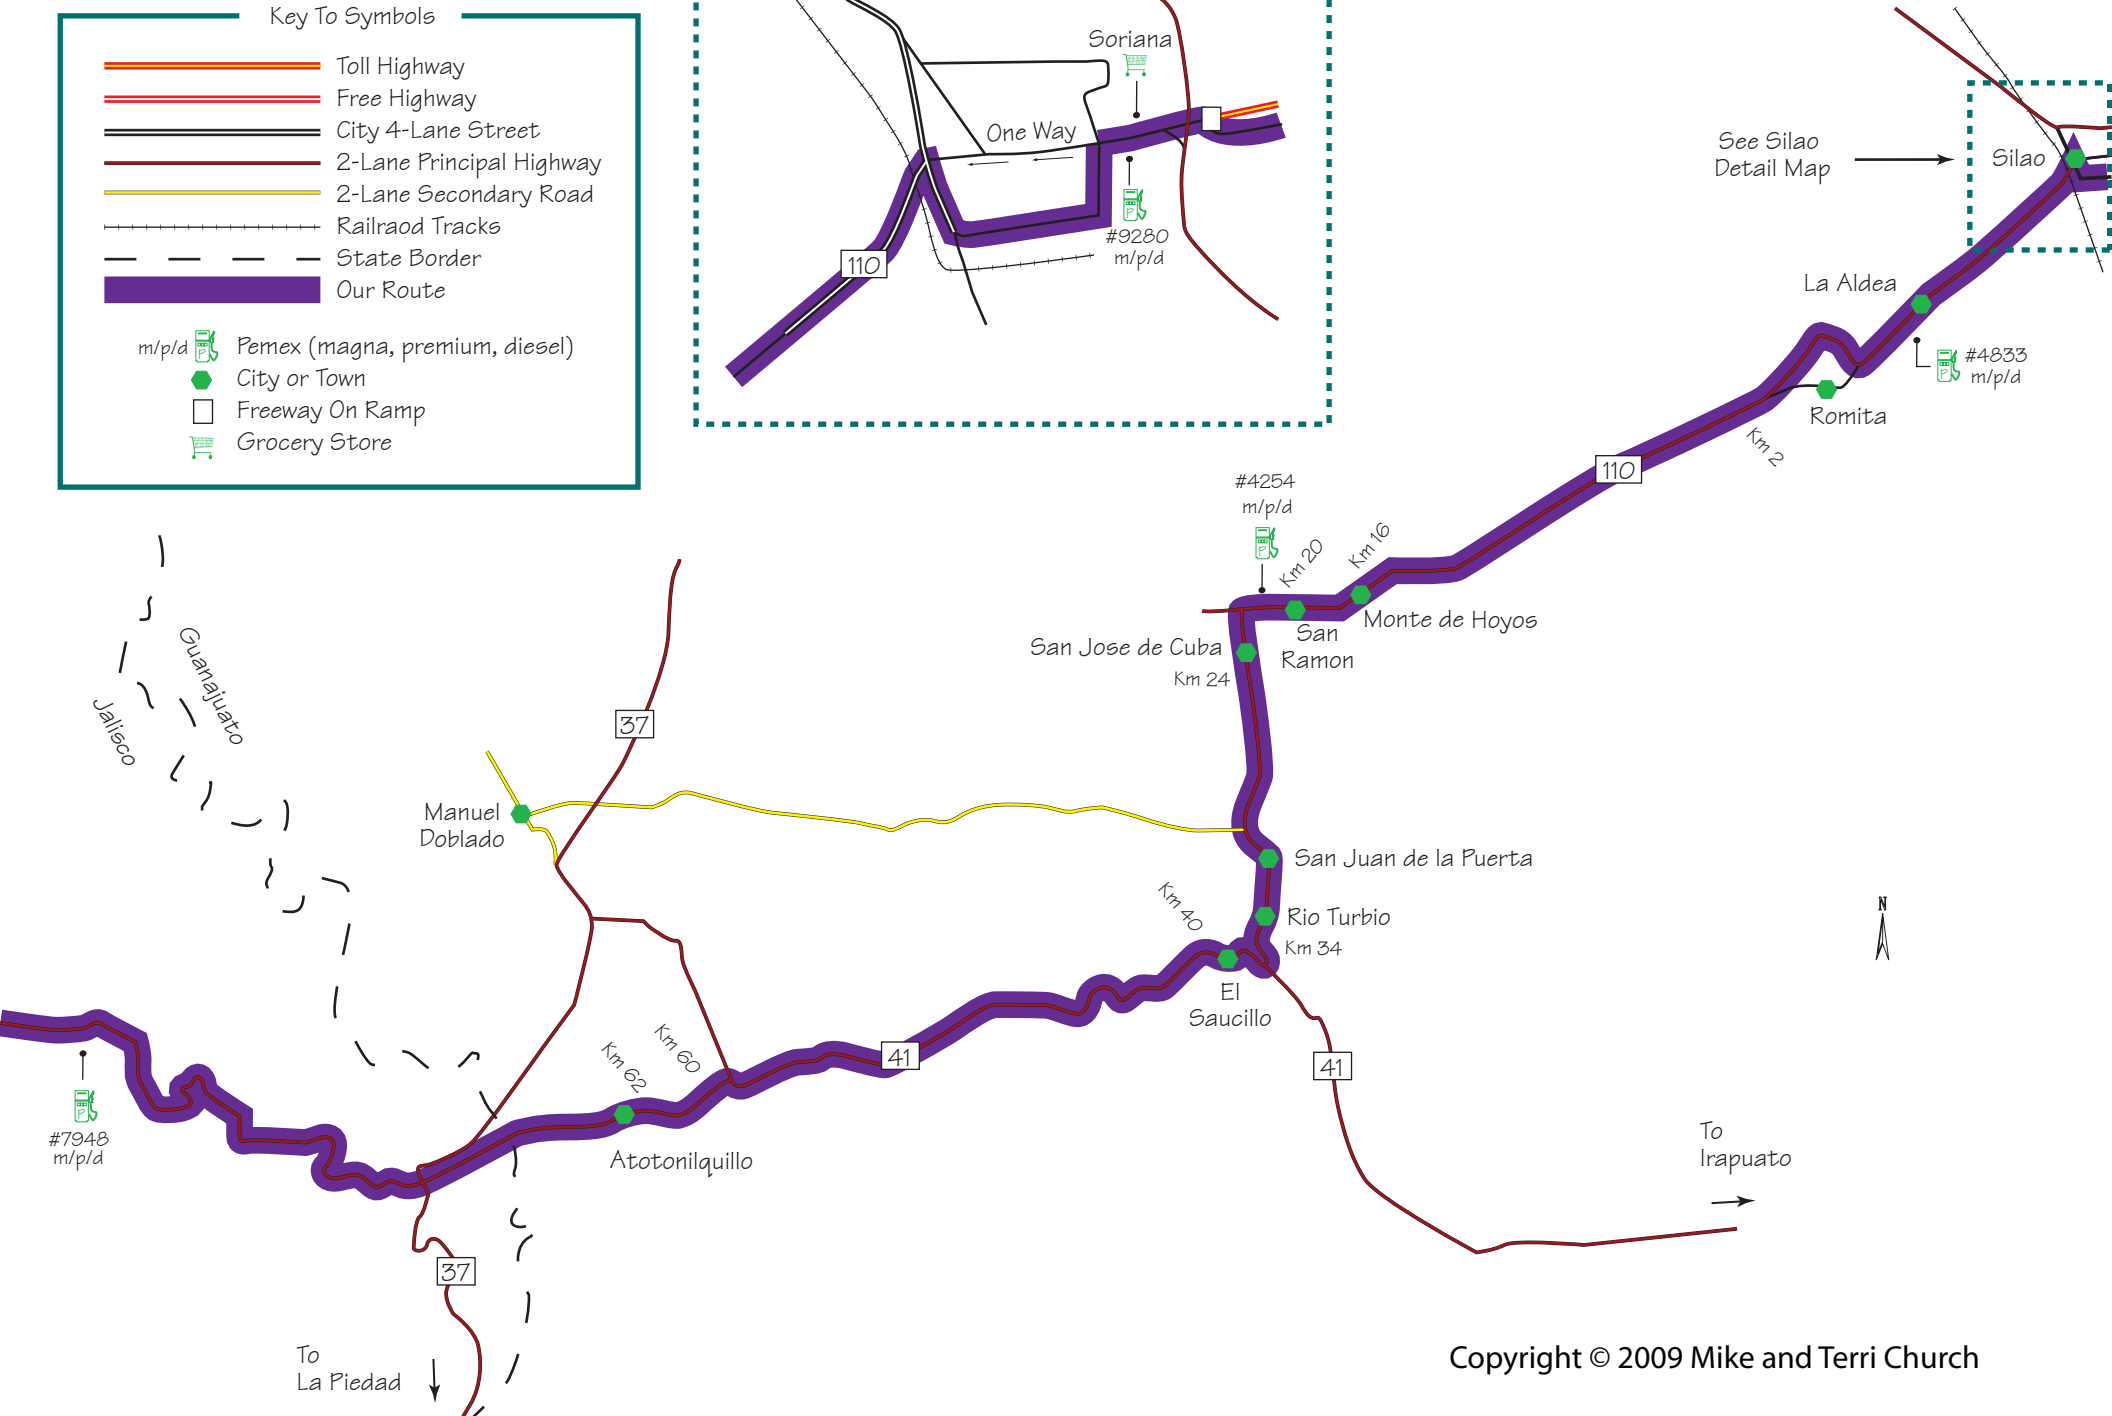 Key To Symbols
Toll Highway
Free Highway
City 4-Lane Street
2-Lane Principal Highway
2-Lane Secondary Road
Railraod Tracks
State Border
Our Route
m/p/d
P
Pemex (magna, premium, diesel)
City or Town
Freeway On Ramp
Grocery Store
Soriana
One Way
P
#9280
m/p/d
110
See Silao
Detail Map
Silao
La Aldea
P
#4833
m/p/d
Romita
Km 2
110
#4254
m/p/d
P
Km 20
Km 16
Monte de Hoyos
San
Ramon
San Jose de Cuba
Km 24
Guanajuato
Jalisco
37
Manuel
Doblado
San Juan de la Puerta
Km 40
Rio Turbio
Km 34
El
Saucillo
N
41
41
Km 60
Km 62
Atotonilquillo
P
#7948
m/p/d
To
Irapuato
37
To
La Piedad
Copyright © 2009 Mike and Terri Church